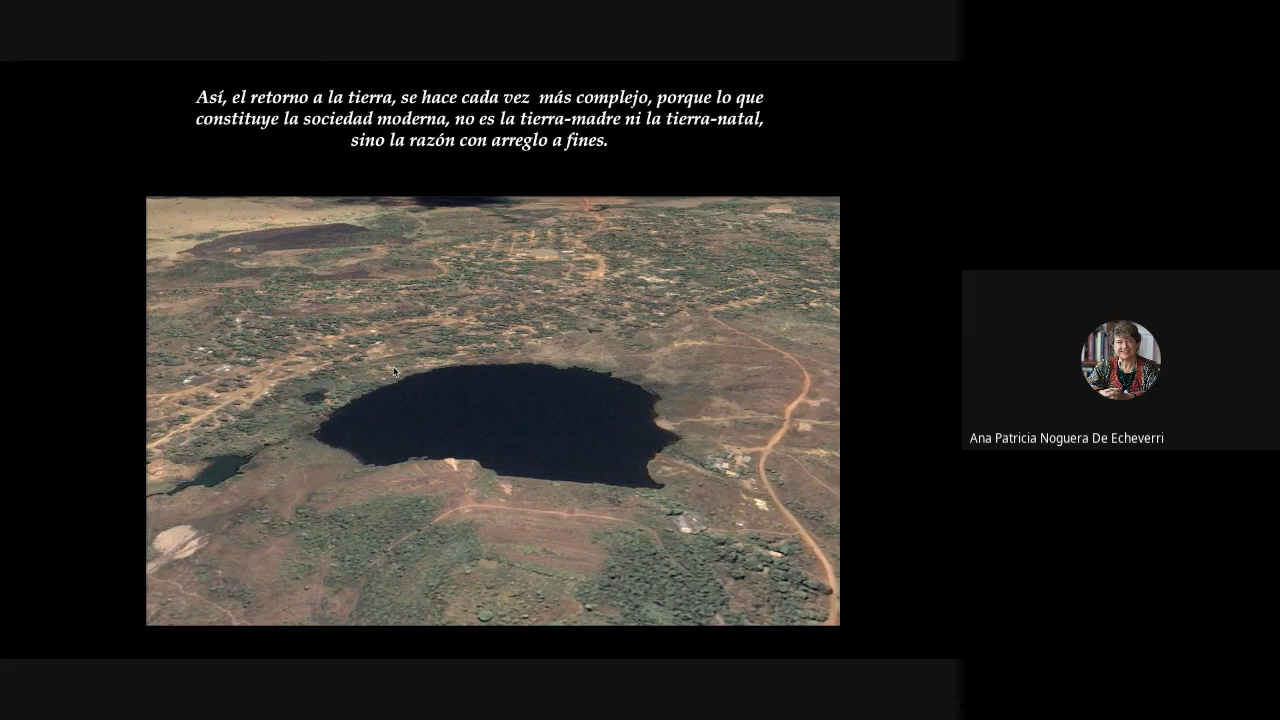 Así, el retorno a la tierra, se hace cada vez  más complejo, porque lo que
constituye la sociedad moderna, no es la tierra-madre ni la tierra-natal,
sino la razón con arreglo a fines.
Ana Patricia Noguera De Echeverri